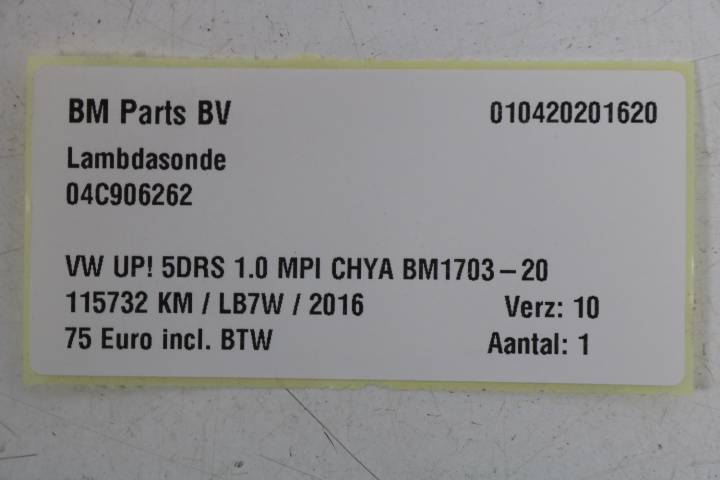 BM Parts BV 010420201620
Lambdasonde
04C906262
VW UP! 5DRS 1.0 MPI CHYA BM1703-20
115732 KM / LB7W / 2016 Verz: 10
75 Euro incl. BTW Aantal: 1